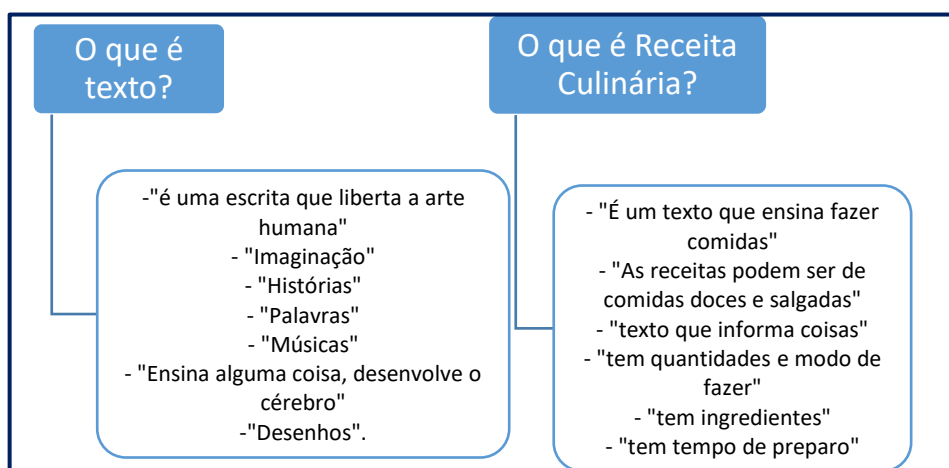 O que é
texto?
-"é uma escrita que liberta a arte
humana"
- "Imaginação"
- "Histórias"
- "Palavras"
- "Músicas"
- "Ensina alguma coisa, desenvolve o
cérebro"
-"Desenhos".
O que é Receita
Culinária?
- "É um texto que ensina fazer
comidas"
- "As receitas podem ser de
comidas doces e salgadas"
- "texto que informa coisas"
- "tem quantidades e modo de
fazer"
- "tem ingredientes"
- "tem tempo de preparo"